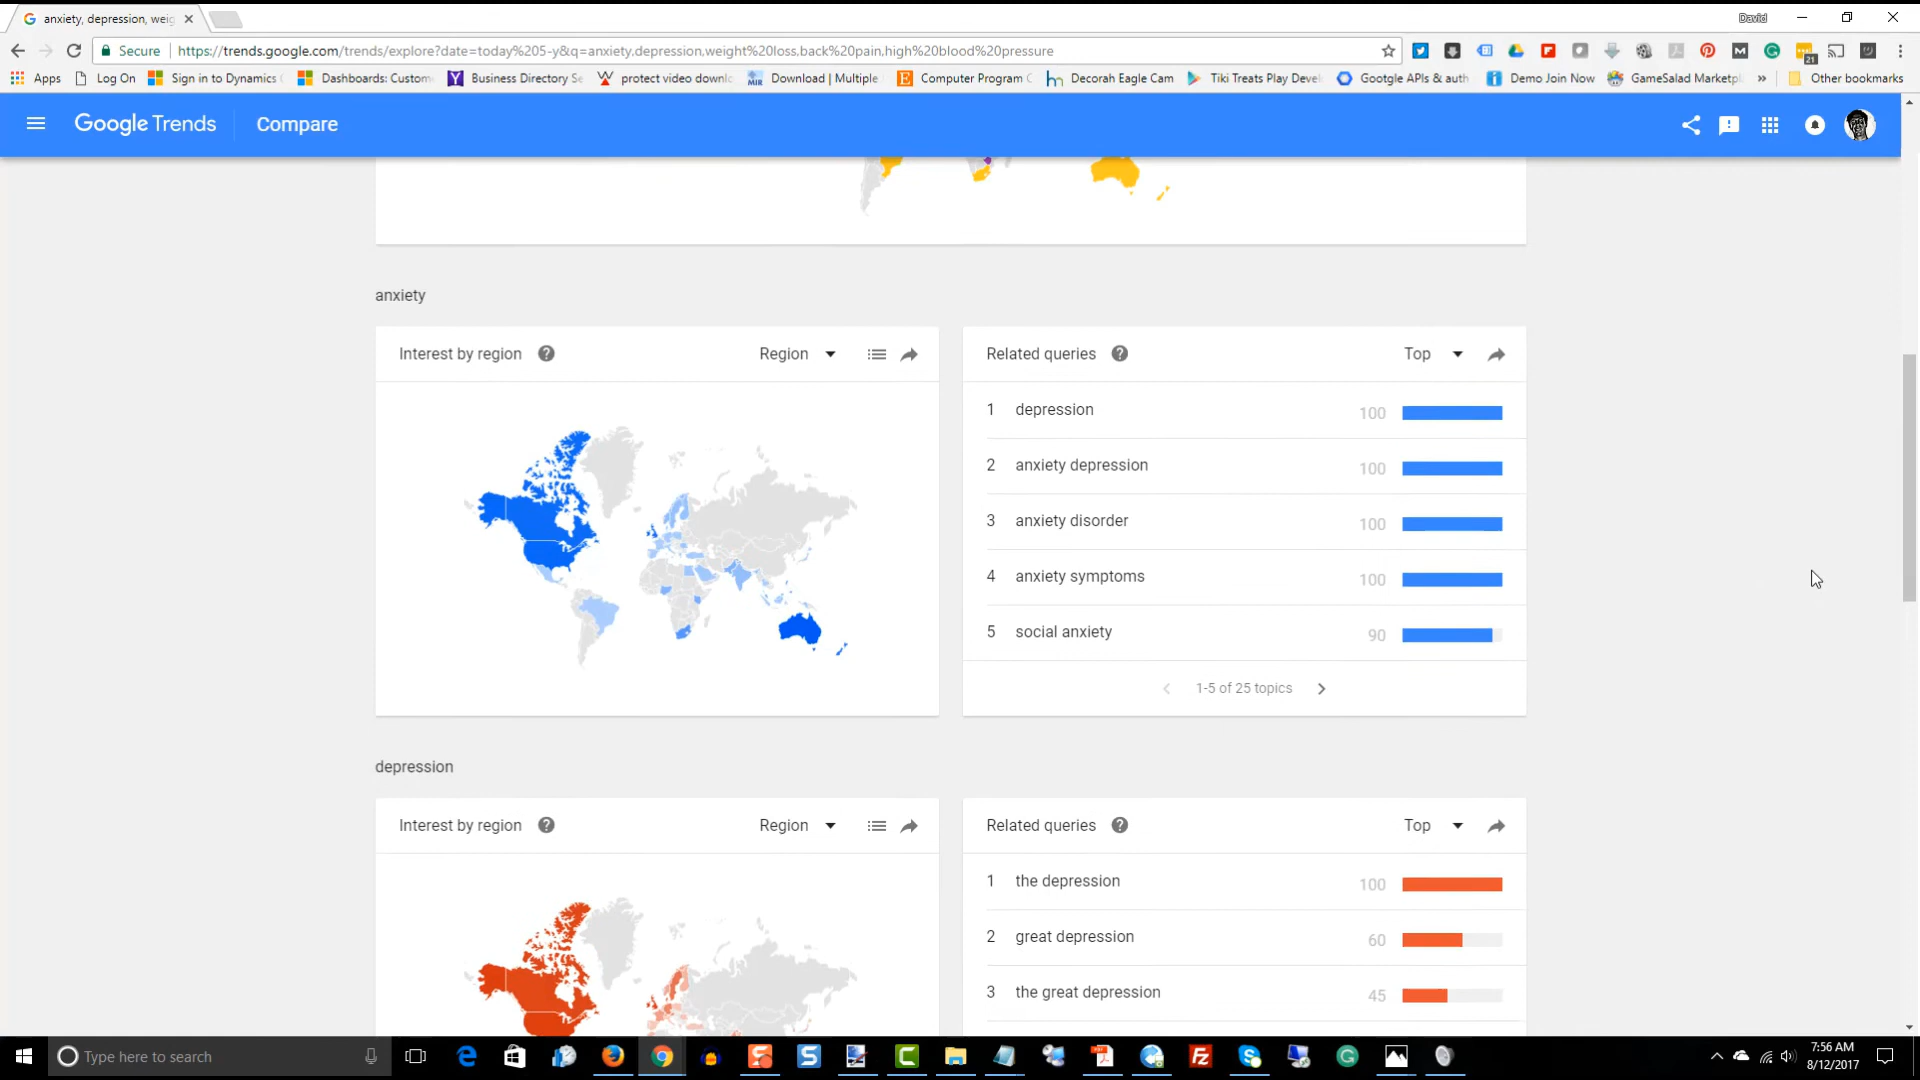 anxiety, depression, weig
David
Secure https://trends.google.com/trends/explore?date=today%205-y&q=anxiety,depression,weight%20loss,back%20pain,high%20blood%20pressure
Apps Log On Sign in to Dynamics Dashboards: Custom Business Directory Se protect video downlo Download | Multiple Computer Program Decorah Eagle Cam Tiki Treats Play Devel Gootgle APIs & auth Demo Join Now GameSalad Marketpl » Other bookmarks
21
Google Trends Compare
anxiety
Interest by region Region
Related queries Top
1 depression 100
2 anxiety depression 100
3 anxiety disorder 100
4 anxiety symptoms 100
5 social anxiety 90
1-5 of 25 topics
depression
Interest by region Region
Related queries Top
1 the depression 100
2 great depression 60
3 the great depression 45
Type here to search
7:56 AM
8/12/2017